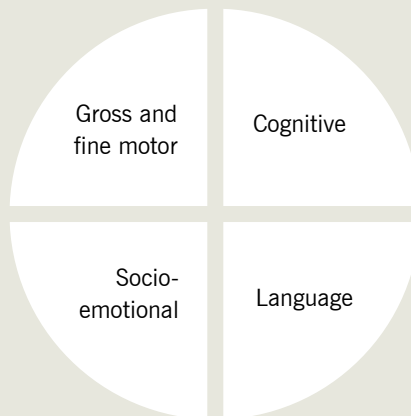 Gross and
fine motor
Cognitive
Socio-
emotional
Language